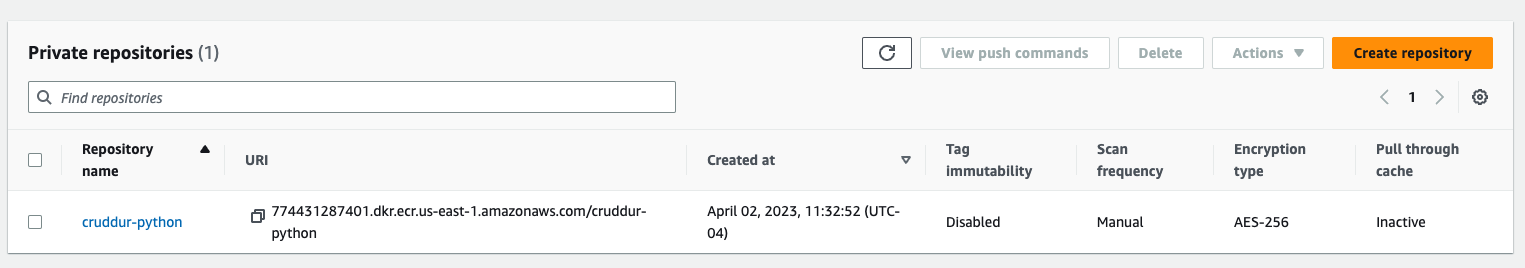 Private repositories (1)
View push commands
Delete
Actions
Create repository
Find repositories
1
Repository
name
URI
Created at
Tag
immutability
Scan
frequency
Encryption
type
Pull through
cache
cruddur-python
774431287401.dkr.ecr.us-east-1.amazonaws.com/cruddur-
python
April 02, 2023, 11:32:52 (UTC-
04)
Disabled
Manual
AES-256
Inactive